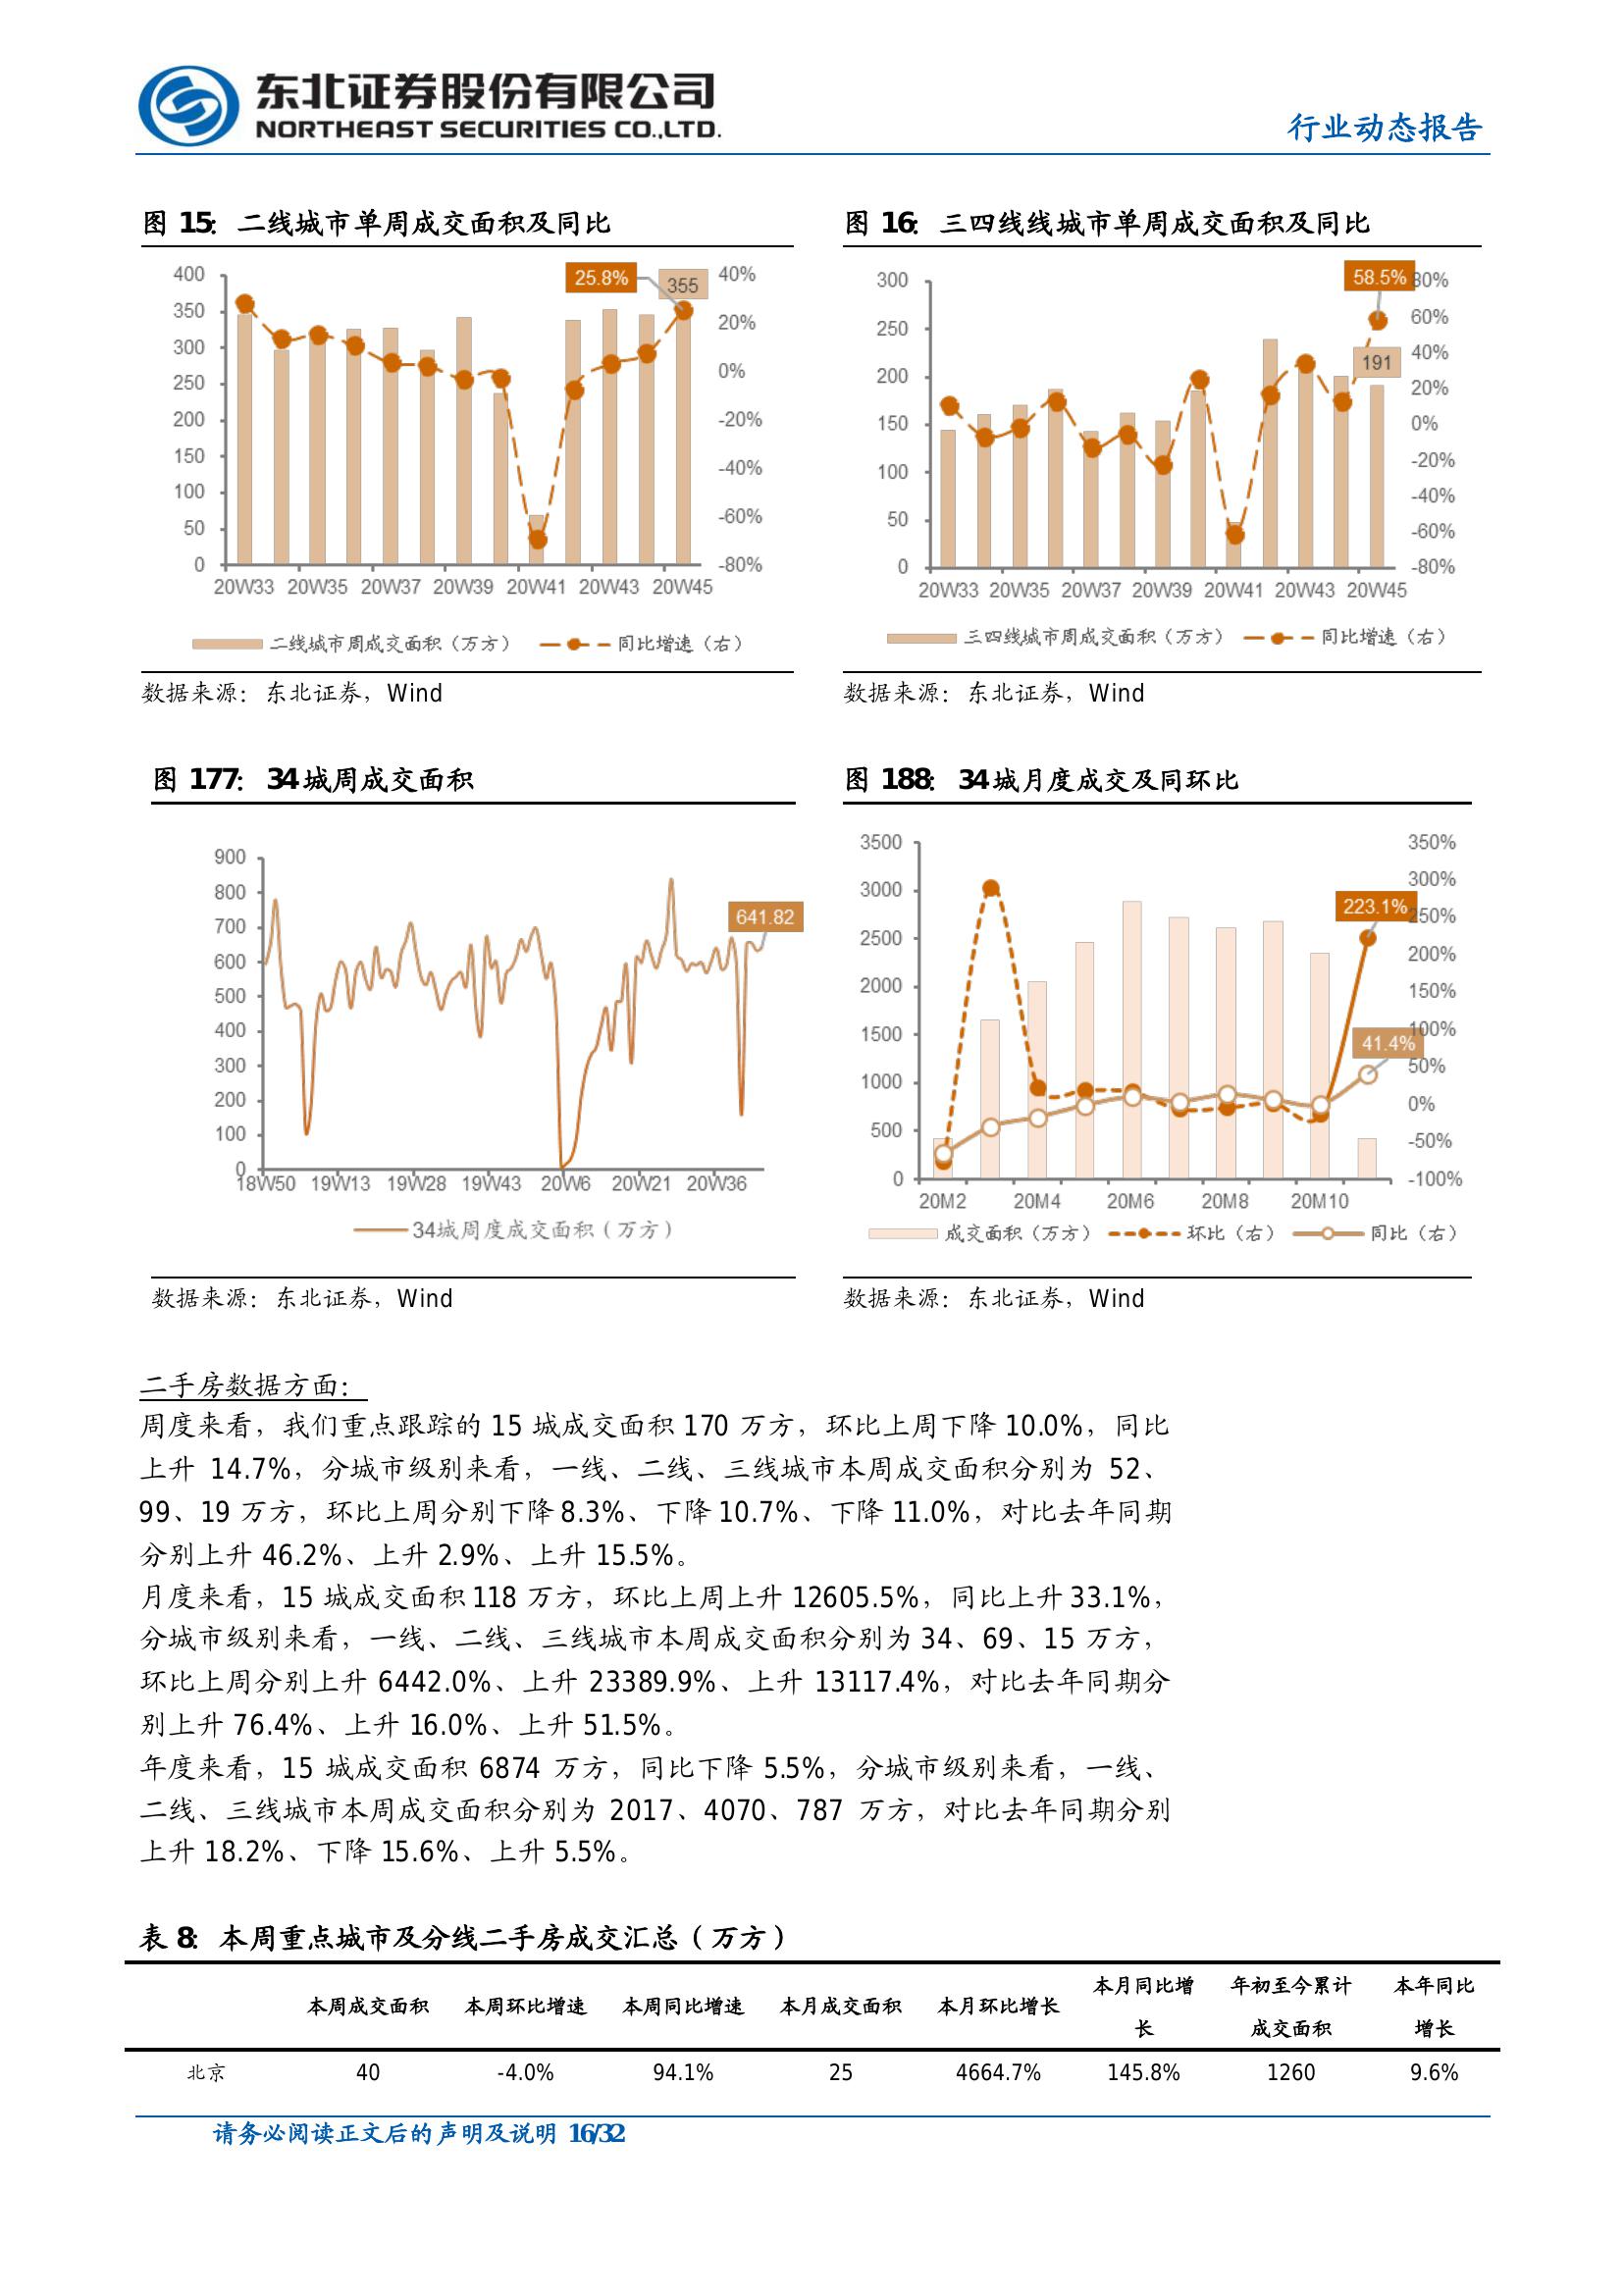 东北证券股份有限公司
NORTHEAST SECURITIES CO.,LTD.
行业动态报告
图 15: 二线城市单周成交面积及同比
400
350
300
250
200
150
100
50
0
25.8%
355
40%
20%
0%
-20%
-40%
-60%
-80%
20W33 20W35 20W37 20W39 20W41 20W43 20W45
二线城市周成交面积（万方） 同比增速（右）
数据来源：东北证券，Wind
图 16: 三四线线城市单周成交面积及同比
300
250
200
150
100
50
0
58.5%
191
80%
60%
40%
20%
0%
-20%
-40%
-60%
-80%
20W33 20W35 20W37 20W39 20W41 20W43 20W45
三四线城市周成交面积（万方） 同比增速（右）
数据来源：东北证券，Wind
图 177: 34 城周成交面积
900
800
700
600
500
400
300
200
100
0
641.82
18W50 19W13 19W28 19W43 20W6 20W21 20W36
34城周度成交面积（万方）
数据来源：东北证券，Wind
图 188: 34 城月度成交及同环比
3500
3000
2500
2000
1500
1000
500
0
223.1%
41.4%
350%
300%
250%
200%
150%
100%
50%
0%
-50%
-100%
20M2 20M4 20M6 20M8 20M10
成交面积（万方） 环比（右） 同比（右）
数据来源：东北证券，Wind
二手房数据方面：
周度来看，我们重点跟踪的 15 城成交面积 170 万方，环比上周下降 10.0%，同比
上升 14.7%，分城市级别来看，一线、二线、三线城市本周成交面积分别为 52、
99、19 万方，环比上周分别下降 8.3%、下降 10.7%、下降 11.0%，对比去年同期
分别上升 46.2%、上升 2.9%、上升 15.5%。
月度来看，15 城成交面积 118 万方，环比上周上升 12605.5%，同比上升 33.1%，
分城市级别来看，一线、二线、三线城市本周成交面积分别为 34、69、15 万方，
环比上周分别上升 6442.0%、上升 23389.9%、上升 13117.4%，对比去年同期分
别上升 76.4%、上升 16.0%、上升 51.5%。
年度来看，15 城成交面积 6874 万方，同比下降 5.5%，分城市级别来看，一线、
二线、三线城市本周成交面积分别为 2017、4070、787 万方，对比去年同期分别
上升 18.2%、下降 15.6%、上升 5.5%。
表 8: 本周重点城市及分线二手房成交汇总（万方）
本周成交面积 本周环比增速 本周同比增速 本月成交面积 本月环比增长 本月同比增长 年初至今累计成交面积 本年同比增长
北京 40 -4.0% 94.1% 25 4664.7% 145.8% 1260 9.6%
请务必阅读正文后的声明及说明 16/32